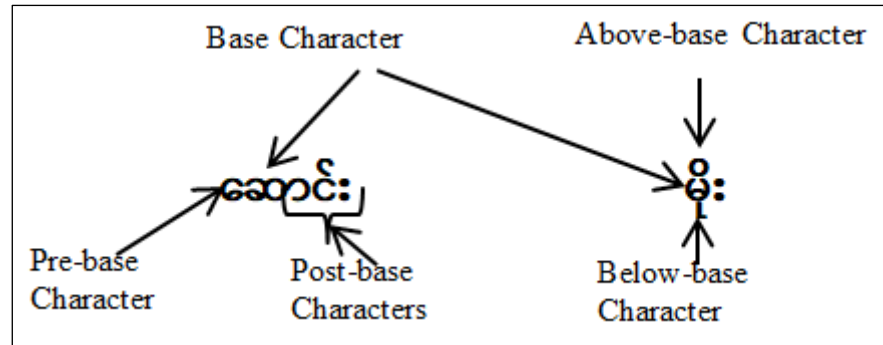 Base Character Above-base Character
ဆောင်း မိုး
Pre-base Character Post-base Characters Below-base Character